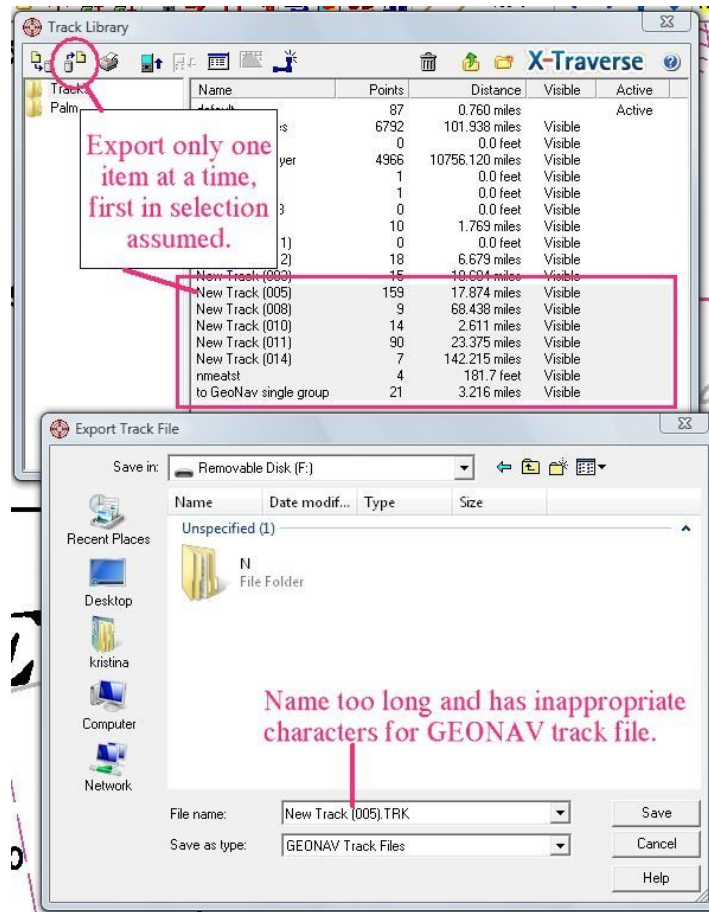 Track Library
X-Traverse
Name Points Distance Visible Active
Track
Palm
87 0.760 miles Active
s 6792 101.938 miles Visible
0 0.0 feet Visible
yer 4966 10756.120 miles Visible
1 0.0 feet Visible
1 0.0 feet Visible
3 0 0.0 feet Visible
10 1.769 miles Visible
1) 0 0.0 feet Visible
2) 18 6.679 miles Visible
New Track (003) 15 Visible
New Track (005) 159 17.874 miles Visible
New Track (008) 9 68.438 miles Visible
New Track (010) 14 2.611 miles Visible
New Track (011) 90 23.375 miles Visible
New Track (014) 7 142.215 miles Visible
nmeatst 4 181.7 feet Visible
to GeoNav single group 21 3.216 miles Visible
Export only one
item at a time,
first in selection
assumed.
Export Track File
Save in: Removable Disk (F:)
Name Date modif... Type Size
Unspecified (1)
N
File Folder
Recent Places
Desktop
kristina
Computer
Network
Name too long and has inappropriate
characters for GEONAV track file.
File name: New Track (005).TRK Save
Save as type: GEONAV Track Files Cancel
Help